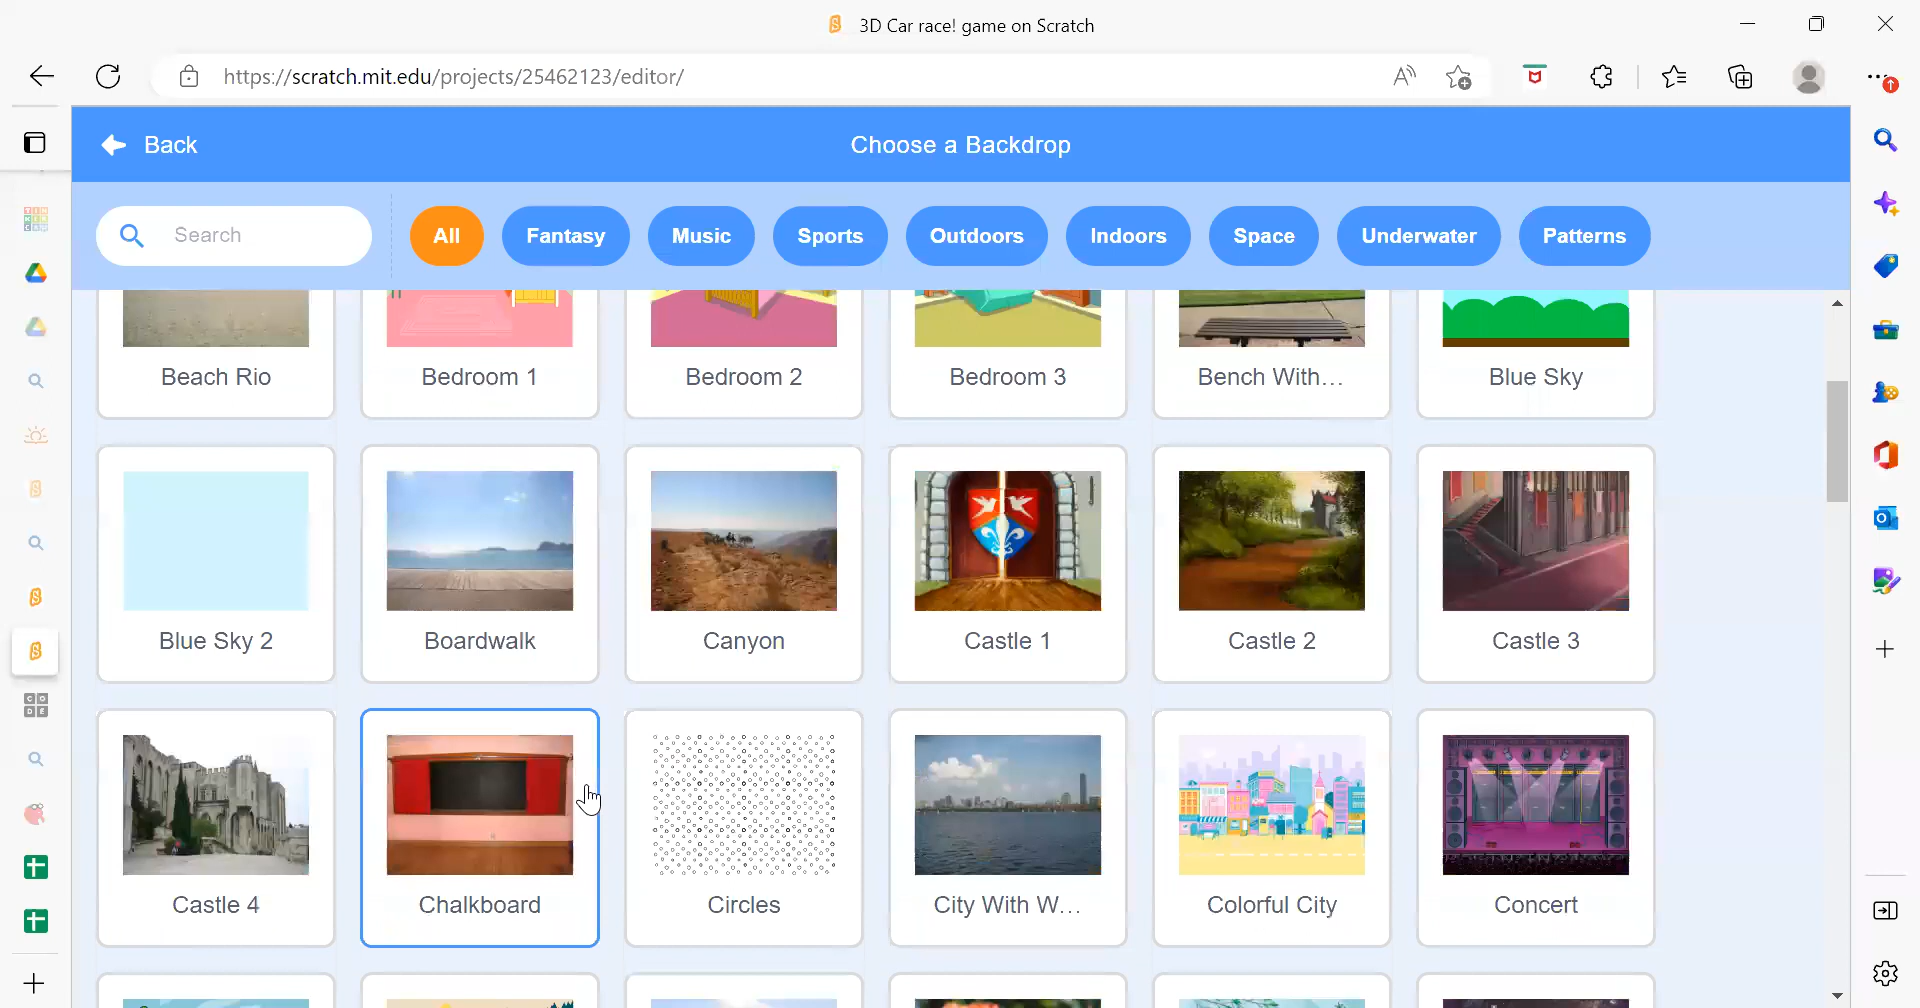 3D Car race! game on Scratch
https://scratch.mit.edu/projects/25462123/editor/
Back
Choose a Backdrop
Search
All
Fantasy
Music
Sports
Outdoors
Indoors
Space
Underwater
Patterns
Beach Rio
Bedroom 1
Bedroom 2
Bedroom 3
Bench With...
Blue Sky
Blue Sky 2
Boardwalk
Canyon
Castle 1
Castle 2
Castle 3
Castle 4
Chalkboard
Circles
City With W...
Colorful City
Concert